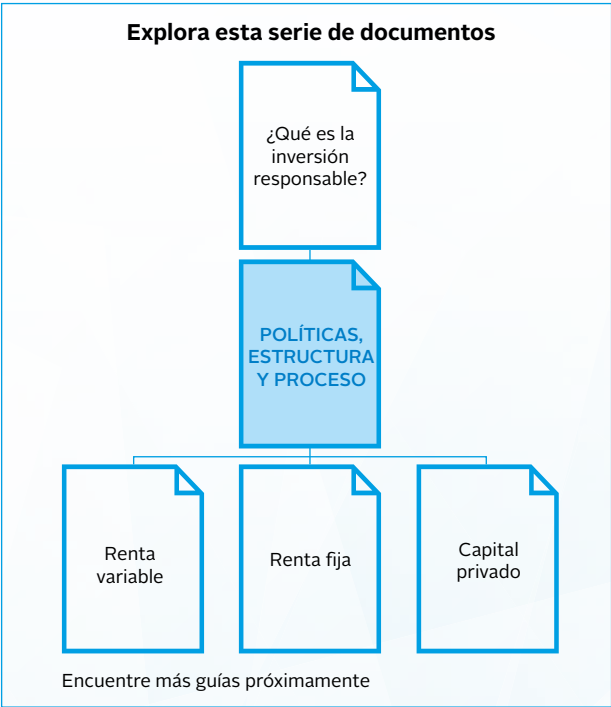 Explora esta serie de documentos
¿Qué es la
inversión
responsable?
POLÍTICAS,
ESTRUCTURA
Y PROCESO
Renta
variable
Renta fija
Capital
privado
Encuentre más guías próximamente